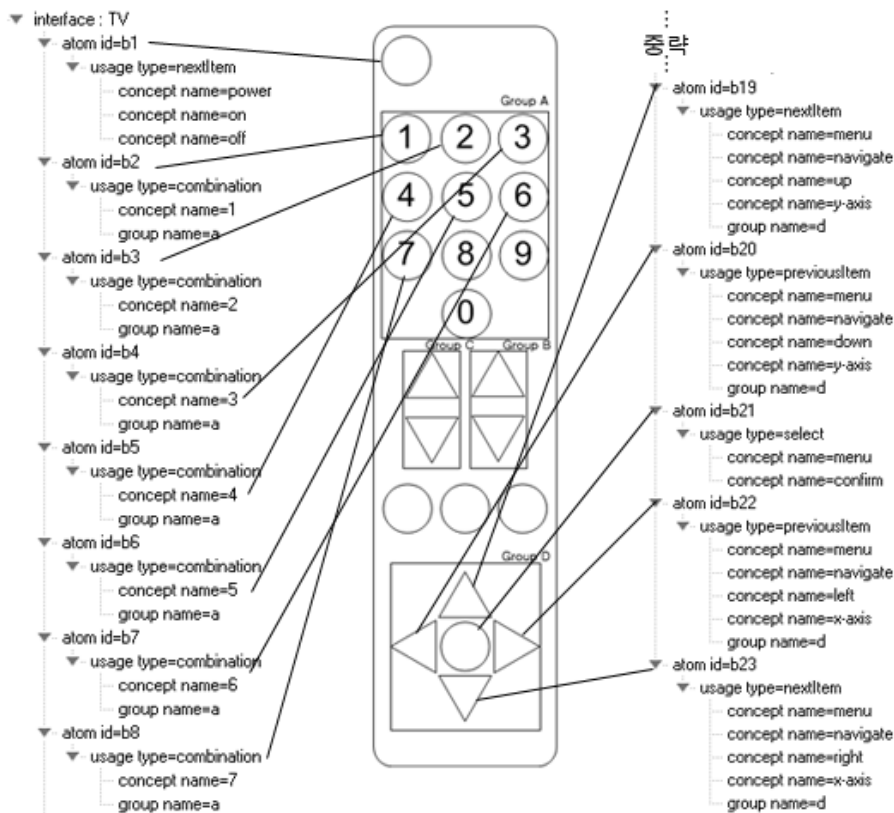 interface : TV
atom id=b1
usage type=nextItem
concept name=power
concept name=on
concept name=off
atom id=b2
usage type=combination
concept name=1
group name=a
atom id=b3
usage type=combination
concept name=2
group name=a
atom id=b4
usage type=combination
concept name=3
group name=a
atom id=b5
usage type=combination
concept name=4
group name=a
atom id=b6
usage type=combination
concept name=5
group name=a
atom id=b7
usage type=combination
concept name=6
group name=a
atom id=b8
usage type=combination
concept name=7
group name=a
Group A
1 2 3
4 5 6
7 8 9
0
Group C Group B
Group D
중략
atom id=b19
usage type=nextItem
concept name=menu
concept name=navigate
concept name=up
concept name=y-axis
group name=d
atom id=b20
usage type=previousItem
concept name=menu
concept name=navigate
concept name=down
concept name=y-axis
group name=d
atom id=b21
usage type=select
concept name=menu
concept name=confirm
atom id=b22
usage type=previousItem
concept name=menu
concept name=navigate
concept name=left
concept name=x-axis
group name=d
atom id=b23
usage type=nextItem
concept name=menu
concept name=navigate
concept name=right
concept name=x-axis
group name=d